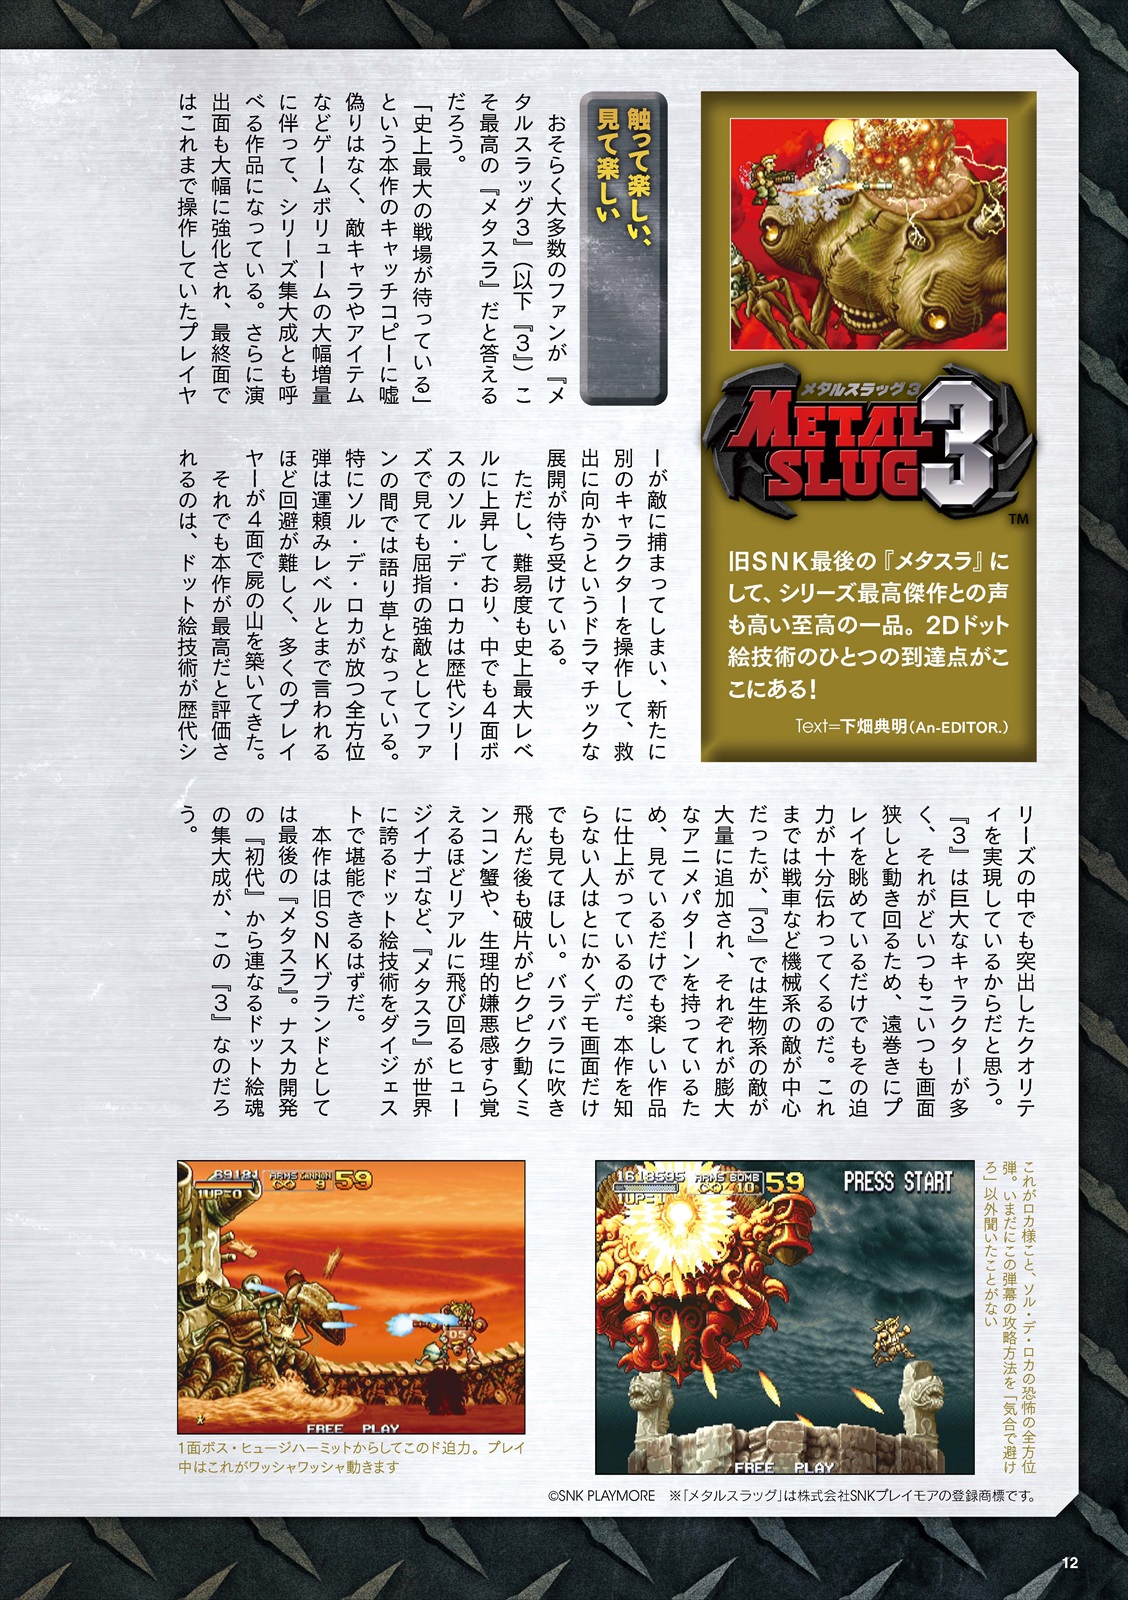 メタルスラッグ3
METAL
SLUG 3
TM
旧SNK最後の『メタスラ』に
して、シリーズ最高傑作との声
も高い至高の一品。2Dドット
絵技術のひとつの到達点がこ
こにある！
Text=下畑典明（An-EDITOR.）
触って楽しい、
見て楽しい
おそらく大多数のファンが『メ
タルスラッグ3』（以下『3』）こ
そ最高の『メタスラ』だと答える
だろう。
「史上最大の戦場が待っている」
という本作のキャッチコピーに嘘
偽りはなく、敵キャラやアイテム
などゲームボリュームの大幅増量
に伴って、シリーズ集大成とも呼
べる作品になっている。さらに演
出面も大幅に強化され、最終面で
はこれまで操作していたプレイヤ
ーが敵に捕まってしまい、新たに
別のキャラクターを操作して、救
出に向かうというドラマチックな
展開が待ち受けている。
ただし、難易度も史上最大レベ
ルに上昇しており、中でも4面ボ
スのソル・デ・ロカは歴代シリー
ズで見ても屈指の強敵としてファ
ンの間では語り草となっている。
特にソル・デ・ロカが放つ全方位
弾は運頼みレベルとまで言われる
ほど回避が難しく、多くのプレイ
ヤーが4面で屍の山を築いてきた。
それでも本作が最高だと評価さ
れるのは、ドット絵技術が歴代シ
リーズの中でも突出したクオリテ
ィを実現しているからだと思う。
『3』は巨大なキャラクターが多
く、それがどいつもこいつも画面
狭しと動き回るため、遠巻きにプ
レイを眺めているだけでもその迫
力が十分伝わってくるのだ。これ
までは戦車など機械系の敵が中心
だったが、『3』では生物系の敵が
大量に追加され、それぞれが膨大
なアニメパターンを持っているた
め、見ているだけでも楽しい作品
に仕上がっているのだ。本作を知
らない人はとにかくデモ画面だけ
でも見てほしい。バラバラに吹き
飛んだ後も破片がピクピク動くミ
ンコン蟹や、生理的嫌悪感すら覚
えるほどリアルに飛び回るヒュー
ジイナゴなど、『メタスラ』が世界
に誇るドット絵技術をダイジェス
トで堪能できるはずだ。
本作は旧SNKブランドとして
は最後の『メタスラ』。ナスカ開発
の『初代』から連なるドット絵魂
の集大成が、この『3』なのだろ
う。
これがロカ様こと、ソル・デ・ロカの恐怖の全方位
弾。いまだにこの弾幕の攻略方法を「気合で避け
ろ」以外聞いたことがない
1618585 ARMS BOMB 59 PRESS START
∞ 10
1UP=1
FREE PLAY
69181 ARMS CANNON 59
∞ 9
1UP=0
05
FREE PLAY
1面ボス・ヒュージハーミットからしてこのド迫力。プレイ
中はこれがワッシャワッシャ動きます
©SNK PLAYMORE ※「メタルスラッグ」は株式会社SNKプレイモアの登録商標です。
12